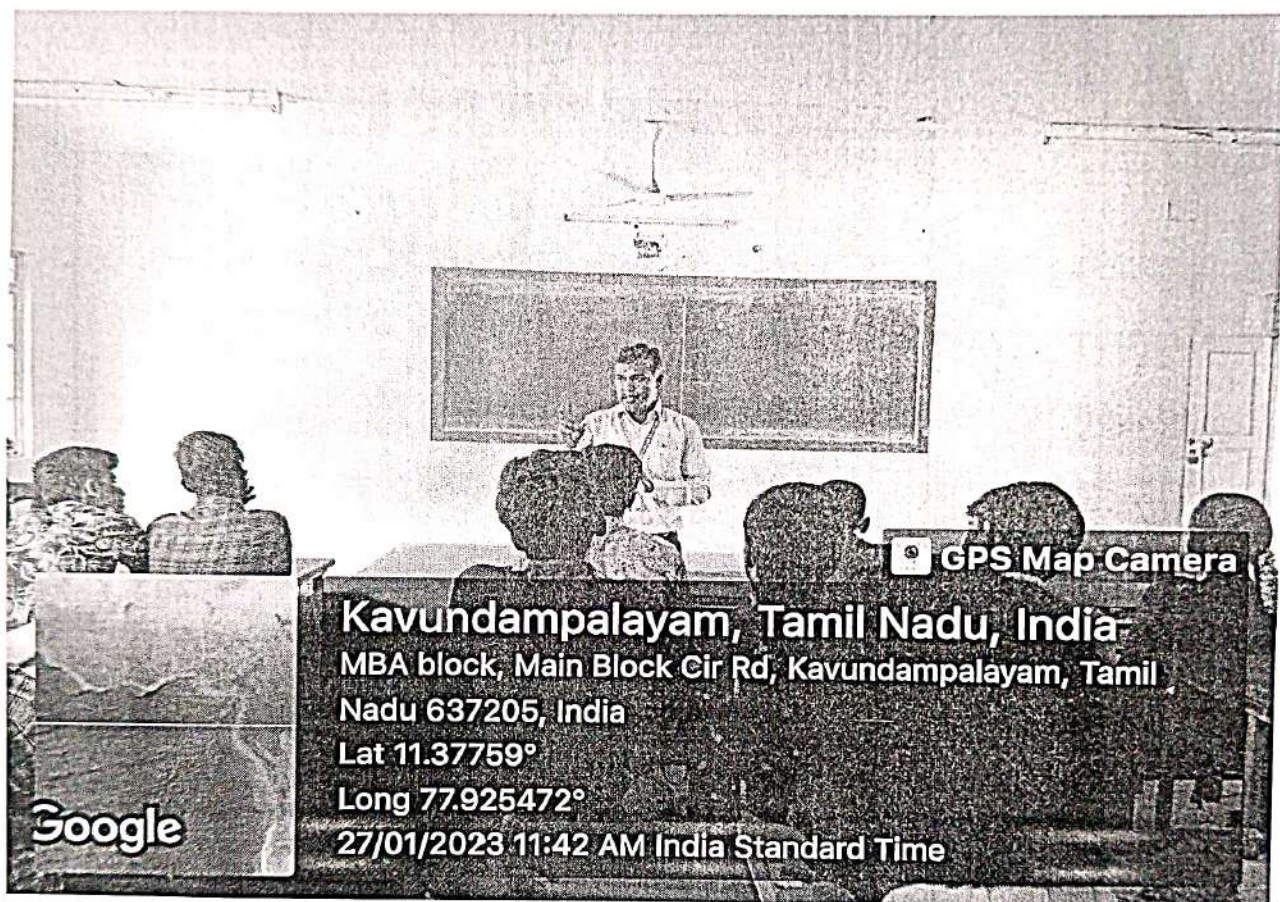 GPS Map Camera
Kavundampalayam, Tamil Nadu, India
MBA block, Main Block Cir Rd, Kavundampalayam, Tamil
Nadu 637205, India
Lat 11.37759°
Long 77.925472°
27/01/2023 11:42 AM India Standard Time
Google